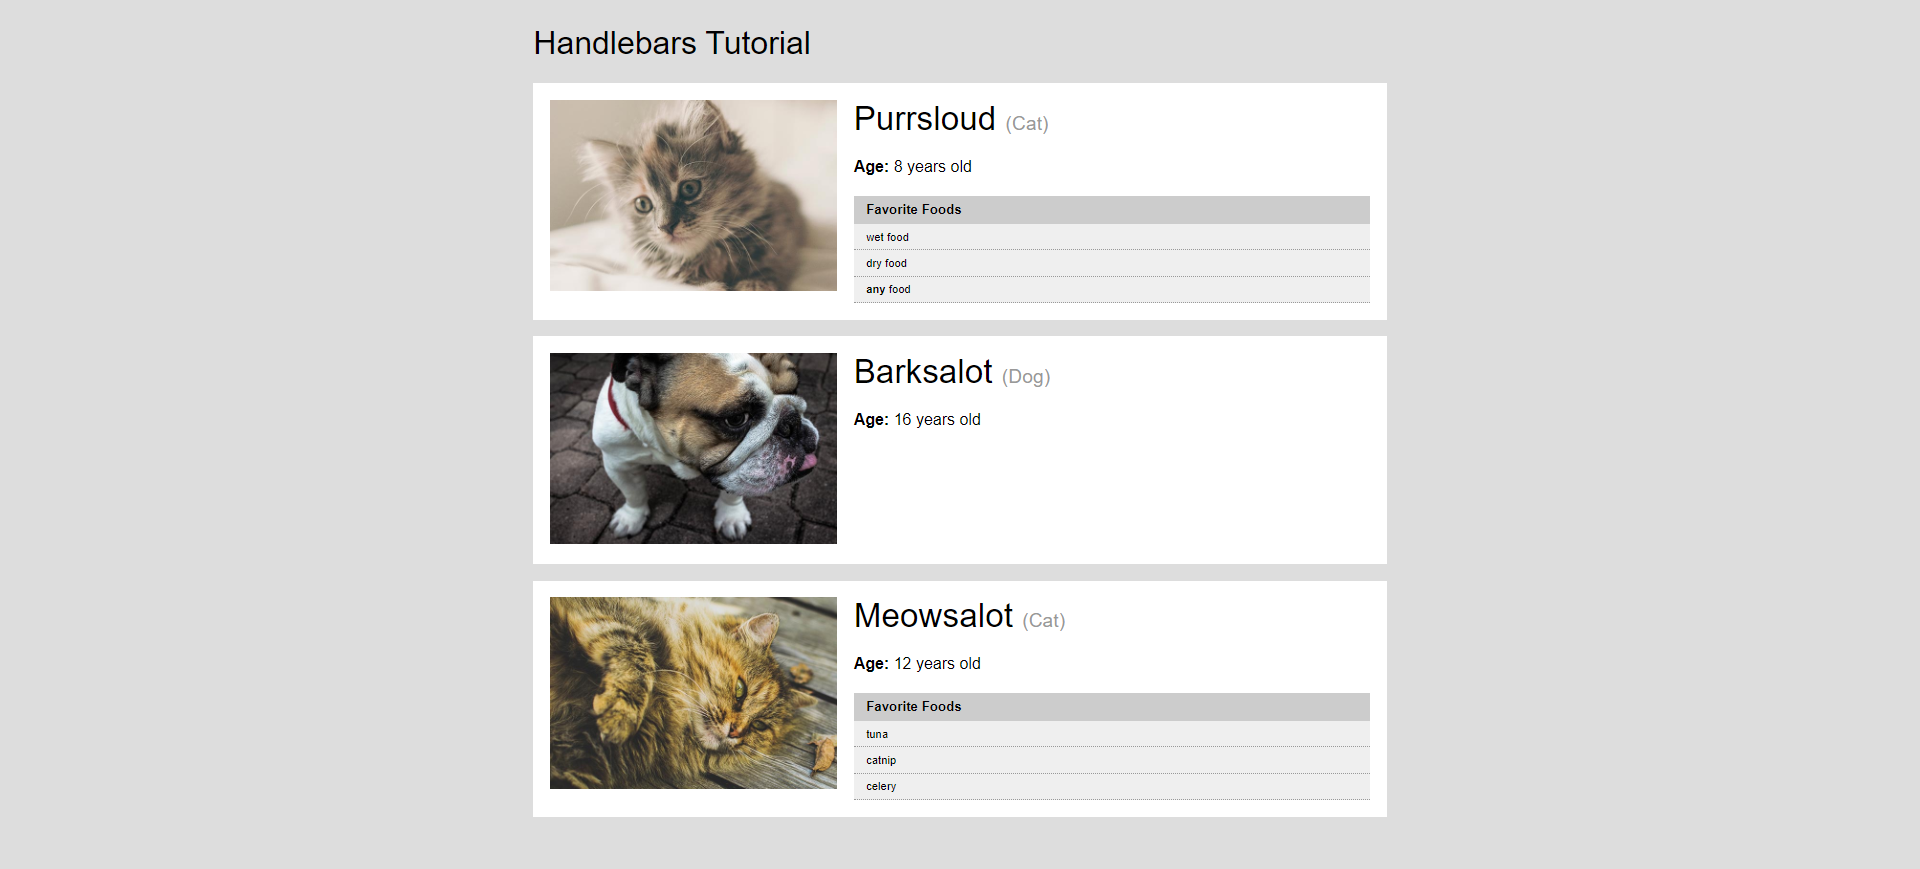 Handlebars Tutorial
Purrsloud (Cat)
Age: 8 years old
Favorite Foods
wet food
dry food
any food
Barksalot (Dog)
Age: 16 years old
Meowsalot (Cat)
Age: 12 years old
Favorite Foods
tuna
catnip
celery